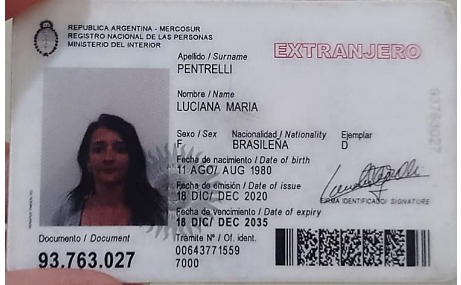 REPUBLICA ARGENTINA - MERCOSUR
REGISTRO NACIONAL DE LAS PERSONAS
MINISTERIO DEL INTERIOR
EXTRANJERO
Apellido / Surname
PENTRELLI
Nombre / Name
LUCIANA MARIA
Sexo / Sex Nacionalidad / Nationality Ejemplar
F BRASILEÑA D
Fecha de nacimiento / Date of birth
11 AGO/ AUG 1980
Fecha de emisión / Date of issue
18 DIC/ DEC 2020
Fecha de vencimiento / Date of expiry
18 DIC/ DEC 2035
FIRMA IDENTIFICADO/ SIGNATURE
Documento / Document
93.763.027
Tramite N° / Of. ident.
00643771559
7000
93763027